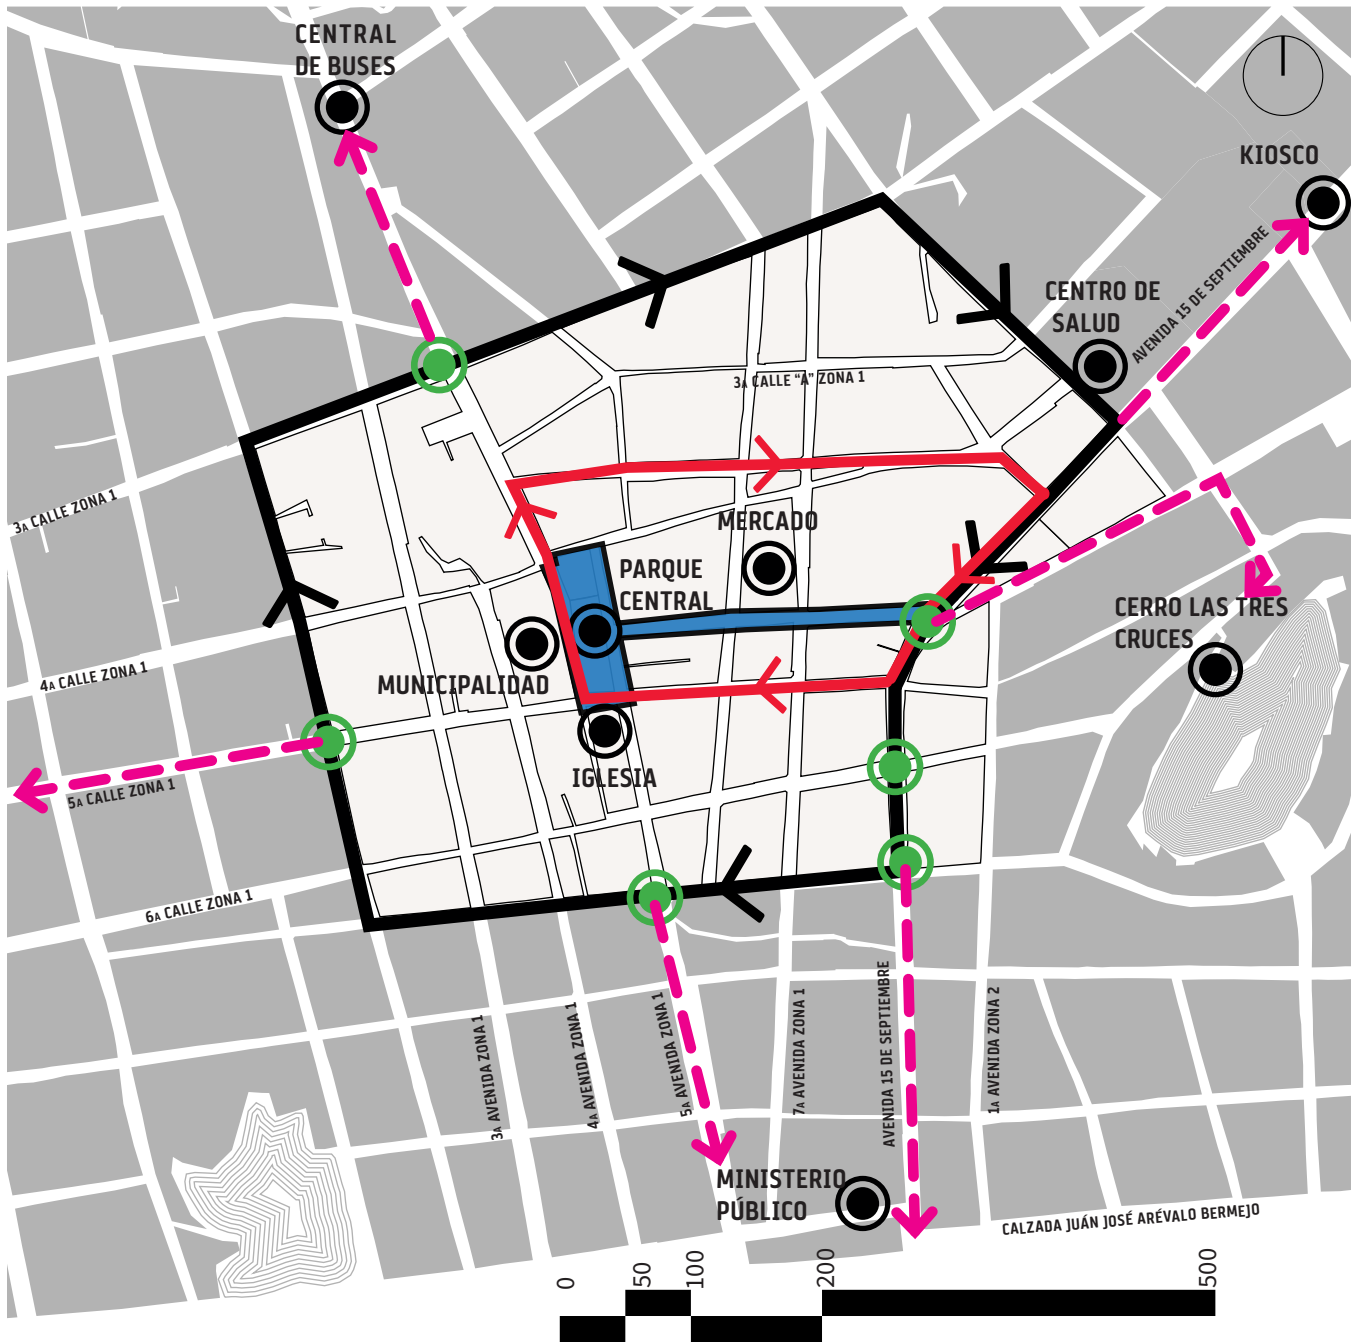 CENTRAL
DE BUSES
KIOSCO
AVENIDA 15 DE SEPTIEMBRE
CENTRO DE
SALUD
3A CALLE "A" ZONA 1
3A CALLE ZONA 1
MERCADO
PARQUE
CENTRAL
CERRO LAS TRES
CRUCES
4A CALLE ZONA 1
MUNICIPALIDAD
IGLESIA
5A CALLE ZONA 1
6A CALLE ZONA 1
3A AVENIDA ZONA 1
4A AVENIDA ZONA 1
5A AVENIDA ZONA 1
7A AVENIDA ZONA 1
AVENIDA 15 DE SEPTIEMBRE
1A AVENIDA ZONA 2
MINISTERIO
PÚBLICO
CALZADA JUÁN JOSÉ ARÉVALO BERMEJO
0 50 100 200 500